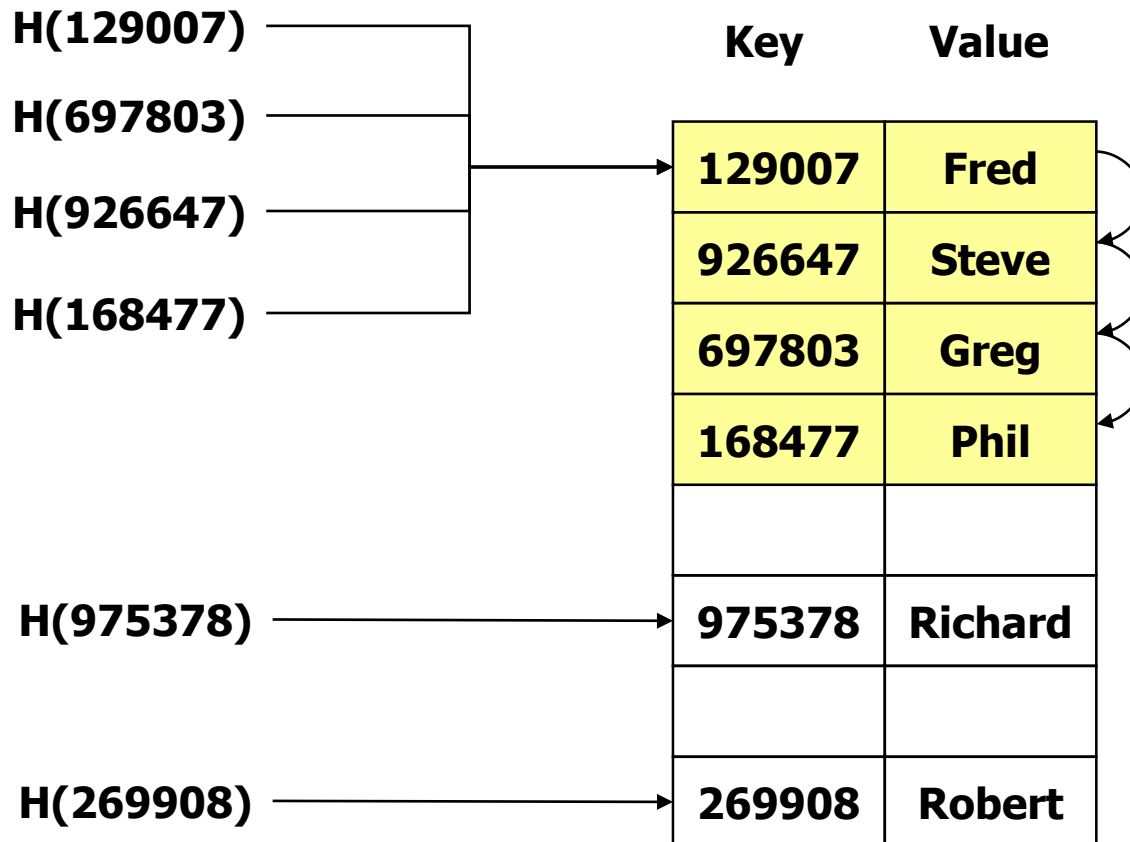 H(129007)
H(697803)
H(926647)
H(168477)
H(975378)
H(269908)
Key Value
129007 Fred
926647 Steve
697803 Greg
168477 Phil
975378 Richard
269908 Robert